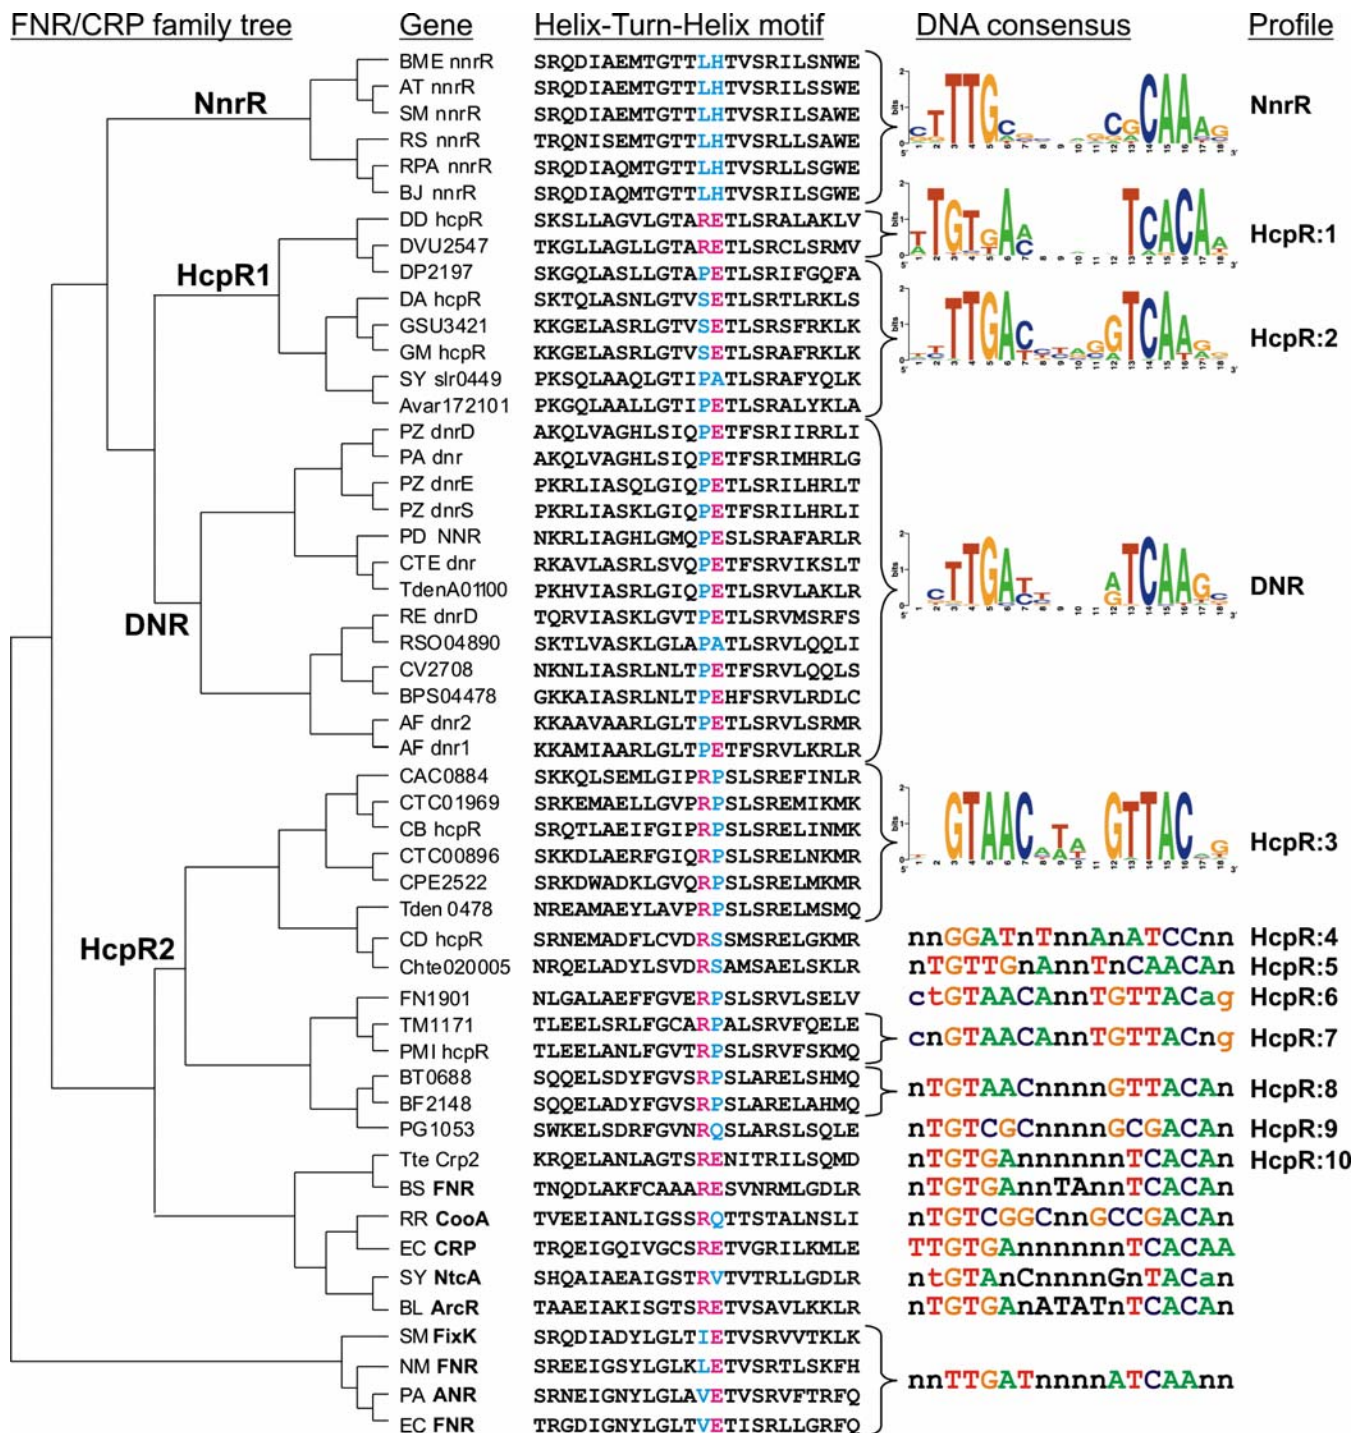 FNR/CRP family tree Gene Helix-Turn-Helix motif DNA consensus Profile
BME nnrR SRQDIAEMTGTTLHTVSRILSNWE
AT nnrR SRQDIAEMTGTTLHTVSRILSSWE
NnrR SM nnrR SRQDIAEMTGTTLHTVSRILSAWE NnrR
RS nnrR TRQNISEMTGTTLHTVSRLLSAWE
RPA nnrR SRQDIAQMTGTTLHTVSRILSGWE
BJ nnrR SRQDIAQMTGTTLHTVSRILSGWE
DD hcpR SKSLLAGVLGTARETLSRALAKLV
DVU2547 TKGLLAGLLGTARETLSRCLSRMV HcpR:1
HcpR1 DP2197 SKGQLASLLGTAPETLSRIFGQFA
DA hcpR SKTQLASNLGTVSETLSRTLRKLS
GSU3421 KKGELASRLGTVSETLSRSFRKLK HcpR:2
GM hcpR KKGELASRLGTVSETLSRAFRKLK
SY slr0449 PKSQLAAQLGTIPATLSRAFYQLK
Avar172101 PKGQLAALLGTIPETLSRALYKLA
PZ dnrD AKQLVAGHLSIQPETFSRIIRRLI
PA dnr AKQLVAGHLSIQPETFSRIMHRLG
PZ dnrE PKRLIASQLGIQPETFSRILHRLT
PZ dnrS PKRLIASKLGIQPETFSRILHRLI
PD NNR NKRLIAGHLGMQPESLSRAFARLR
CTE dnr RKAVLASRLSVQPETLSRVIKSLT
TdenA01100 PKHVIASRLGIQPETLSRVLAKLR DNR
DNR RE dnrD TQRVIASKLGVTPETLSRVMSRFS
RSO04890 SKTLVASKLGLAPATLSRVLQQLI
CV2708 NKNLIASRLNLTPETFSRVLQQLS
BPS04478 GKKAIASRLNLTPEHFSRVLRDLC
AF dnr2 KKAAVAARLGLTPETLSRVLSRMR
AF dnr1 KKAMIAARLGLTPETFSRVLKRLR
CAC0884 SKKQLSEMLGIPRPSLSREFINLR
CTC01969 SRKEMAELLGVPRPSLSREMIKMK
CB hcpR SRQTLAEIFGIPRPSLSRELINMK HcpR:3
CTC00896 SKKDLAERFGIQRPSLSRELNKMR
CPE2522 SRKDWADKLGVQRPSLSRELMKMR
Tden 0478 NREAMAEYLAVPRPSLSRELMSMQ
HcpR2 CD hcpR SRNEMADFLCVDRSSMSRELGKMR nnGGATnTnnAnATCCnn HcpR:4
Chte020005 NRQELADYLSVDRSAMSAELSKLR nTGTTGnAnnTnCAACAn HcpR:5
FN1901 NLGALAEFFGVERPSLSRVLSELV ctGTAACAnnTGTTACag HcpR:6
TM1171 TLEELSRLFGCARPALSRVFQELE
cnGTAACAnnTGTTACng HcpR:7
PMI hcpR TLEELANLFGVTRPSLSRVFSKMQ
BT0688 SQQELSDYFGVSRPSLARELSHMQ
nTGTAACnnnnGTTACAn HcpR:8
BF2148 SQQELADYFGVSRPSLARELAHMQ
PG1053 SWKELSDRFGVNRQSLARSLSQLE nTGTCGCnnnnGCGACAn HcpR:9
Tte Crp2 KRQELANLAGTSRENITRILSQMD nTGTGAnnnnnnTCACAn HcpR:10
BS FNR TNQDLAKFCAAARESVNRMLGDLR nTGTGAnnTAnnTCACAn
RR CooA TVEEIANLIGSSRQTTSTALNSLI nTGTCGGCnnGCCGACAn
EC CRP TRQEIGQIVGCSRETVGRILKMLE TTGTGAnnnnnnTCACAA
SY NtcA SHQAIAEAIGSTRVTVTRLLGDLR ntGTAnCnnnnGnTACan
BL ArcR TAAEIAKISGTSRETVSAVLKKLR nTGTGAnATATnTCACAn
SM FixK SRQDIADYLGLTIETVSRVVTKLK
NM FNR SREEIGSYLGLKLETVSRTLSKFH
nnTTGATnnnnATCAAnn
PA ANR SRNEIGNYLGLAVETVSRVFTRFQ
EC FNR TRGDIGNYLGLTVETISRLLGRFQ